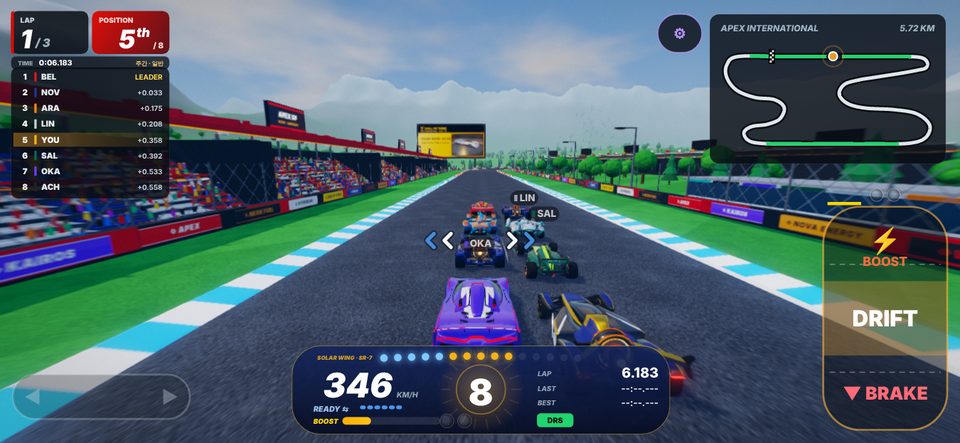 LAP
1 / 3
POSITION
5th / 8
TIME 0:06.183 주간 · 일반
1 BEL LEADER
2 NOV +0.033
3 ARA +0.175
4 LIN +0.208
5 YOU +0.358
6 SAL +0.392
7 OKA +0.533
8 ACH +0.558
APEX INTERNATIONAL 5.72 KM
LIN
SAL
OKA
KAIROS
APEX
APEX
KAIROS
NOVA ENERGY
BOOST
DRIFT
▼ BRAKE
SOLAR WING · SR-7
346 KM/H
READY
BOOST
8
LAP 6.183
LAST --:--.---
BEST --:--.---
DRS